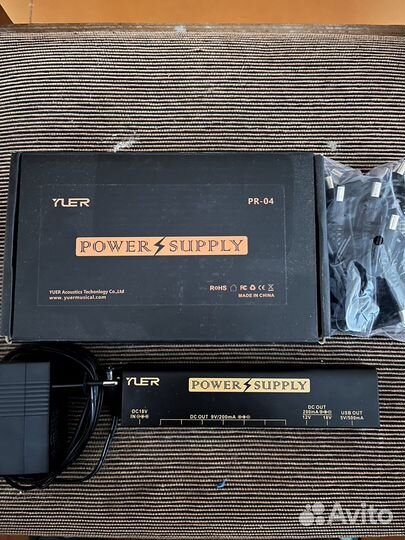 YUER
PR-04
POWER SUPPLY
YUER Acoustics Technology Co.,Ltd
www.yuermusical.com
RoHS
CE
MADE IN CHINA
YUER
POWER SUPPLY
DC18V
IN
DC OUT 9V/200mA
DC OUT
200mA
12V 18V
USB OUT
5V/500mA
Avito